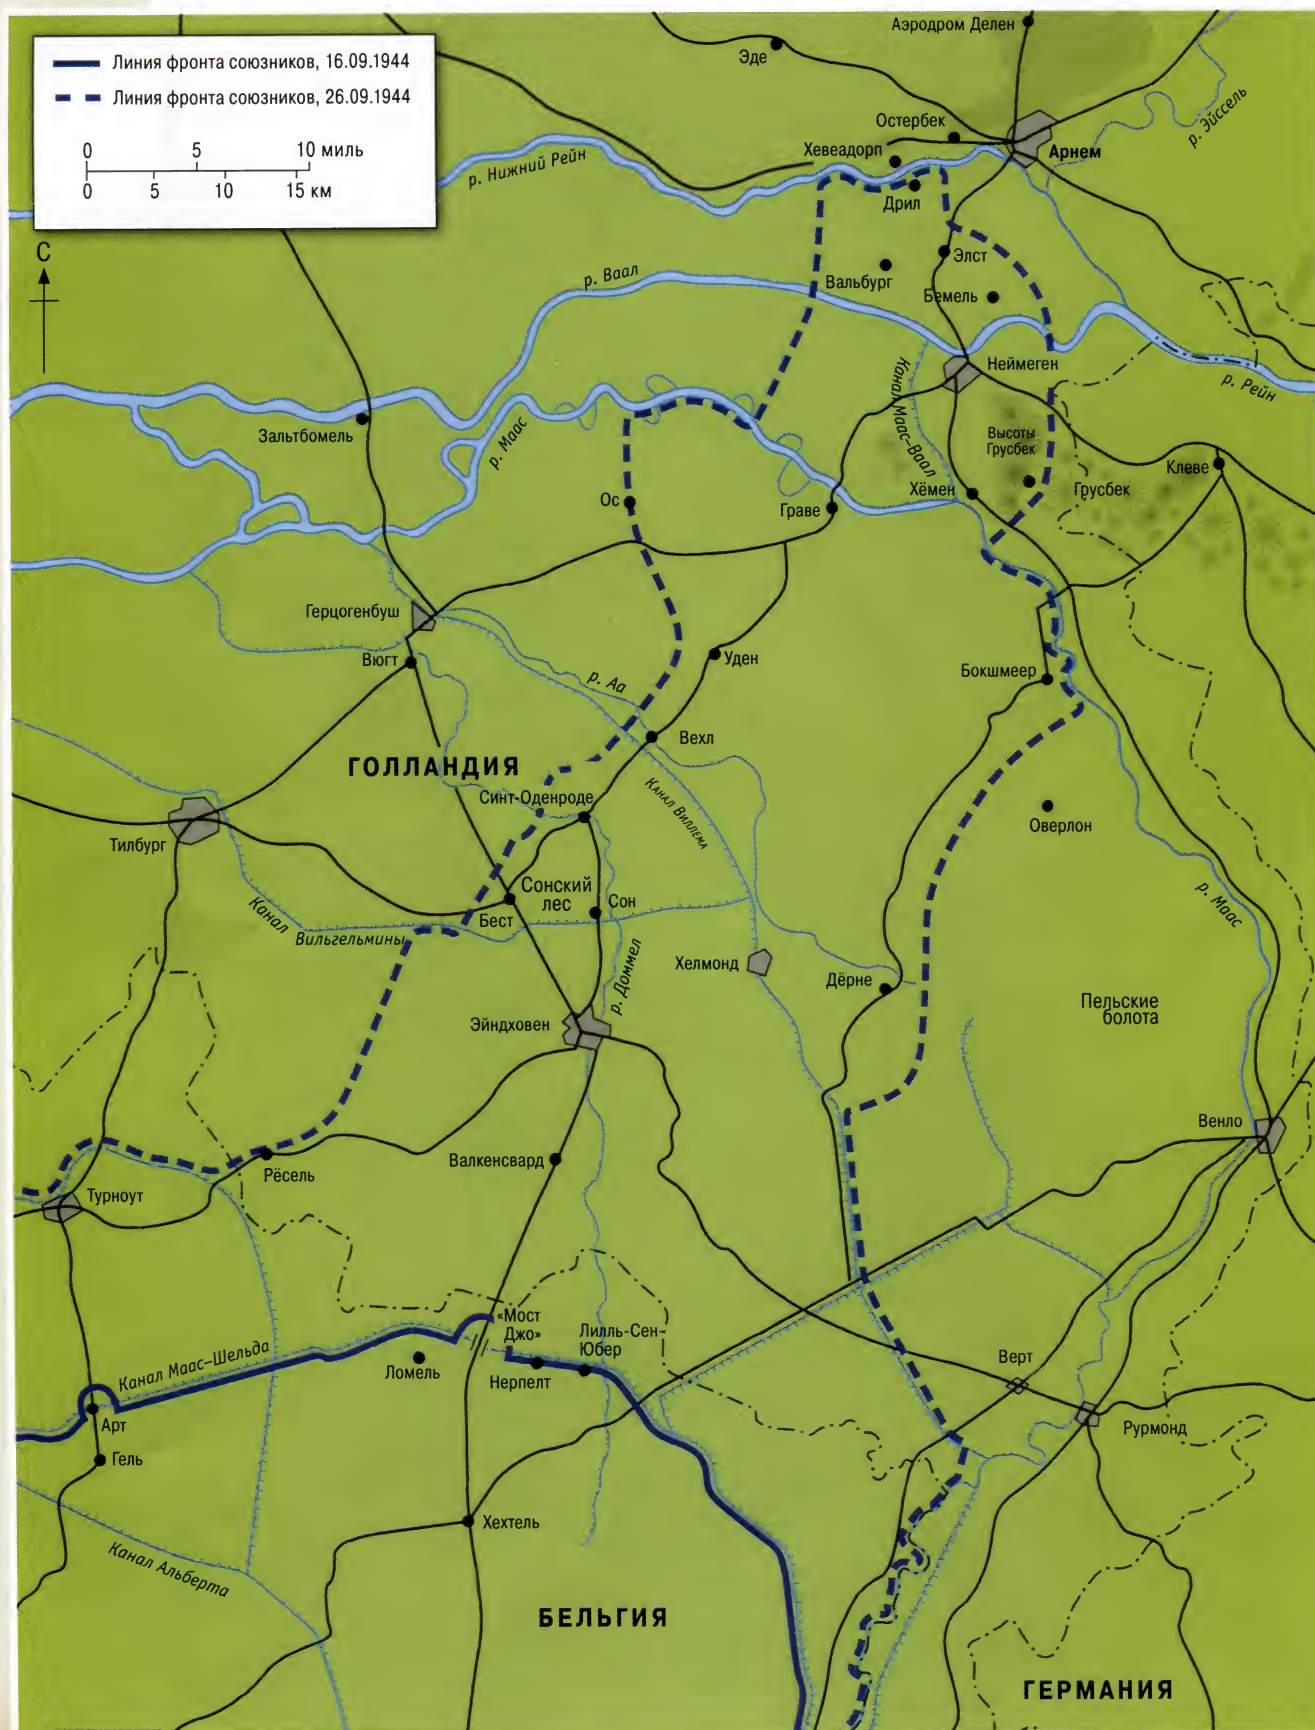 Линия фронта союзников, 16.09.1944
Линия фронта союзников, 26.09.1944
0 5 10 миль
0 5 10 15 км
С
Аэродром Делен
Эде
р. Эйссель
Остербек
Арнем
Хевеадорп
р. Нижний Рейн
Дрил
Элст
Вальбург
Бемель
р. Ваал
Неймеген
р. Рейн
Канал Маас–Ваал
Зальтбомель
р. Маас
Высоты
Грусбек
Клеве
Грусбек
Хёмен
Ос
Граве
Герцогенбуш
Вюгт
Уден
р. Аа
Бокшмеер
Вехл
ГОЛЛАНДИЯ
Синт-Оденроде
Канал Виллема
Оверлон
Тилбург
Сонский
лес
Сон
Бест
Канал
Вильгельмины
р. Маас
Хелмонд
р. Доммел
Дёрне
Пельские
болота
Эйндховен
Венло
Валкенсвард
Рёсель
Турноут
«Мост
Джо»
Лилль-Сен-
Юбер
Канал Маас–Шельда
Ломель
Нерпелт
Верт
Арт
Рурмонд
Гель
Хехтель
Канал Альберта
БЕЛЬГИЯ
ГЕРМАНИЯ